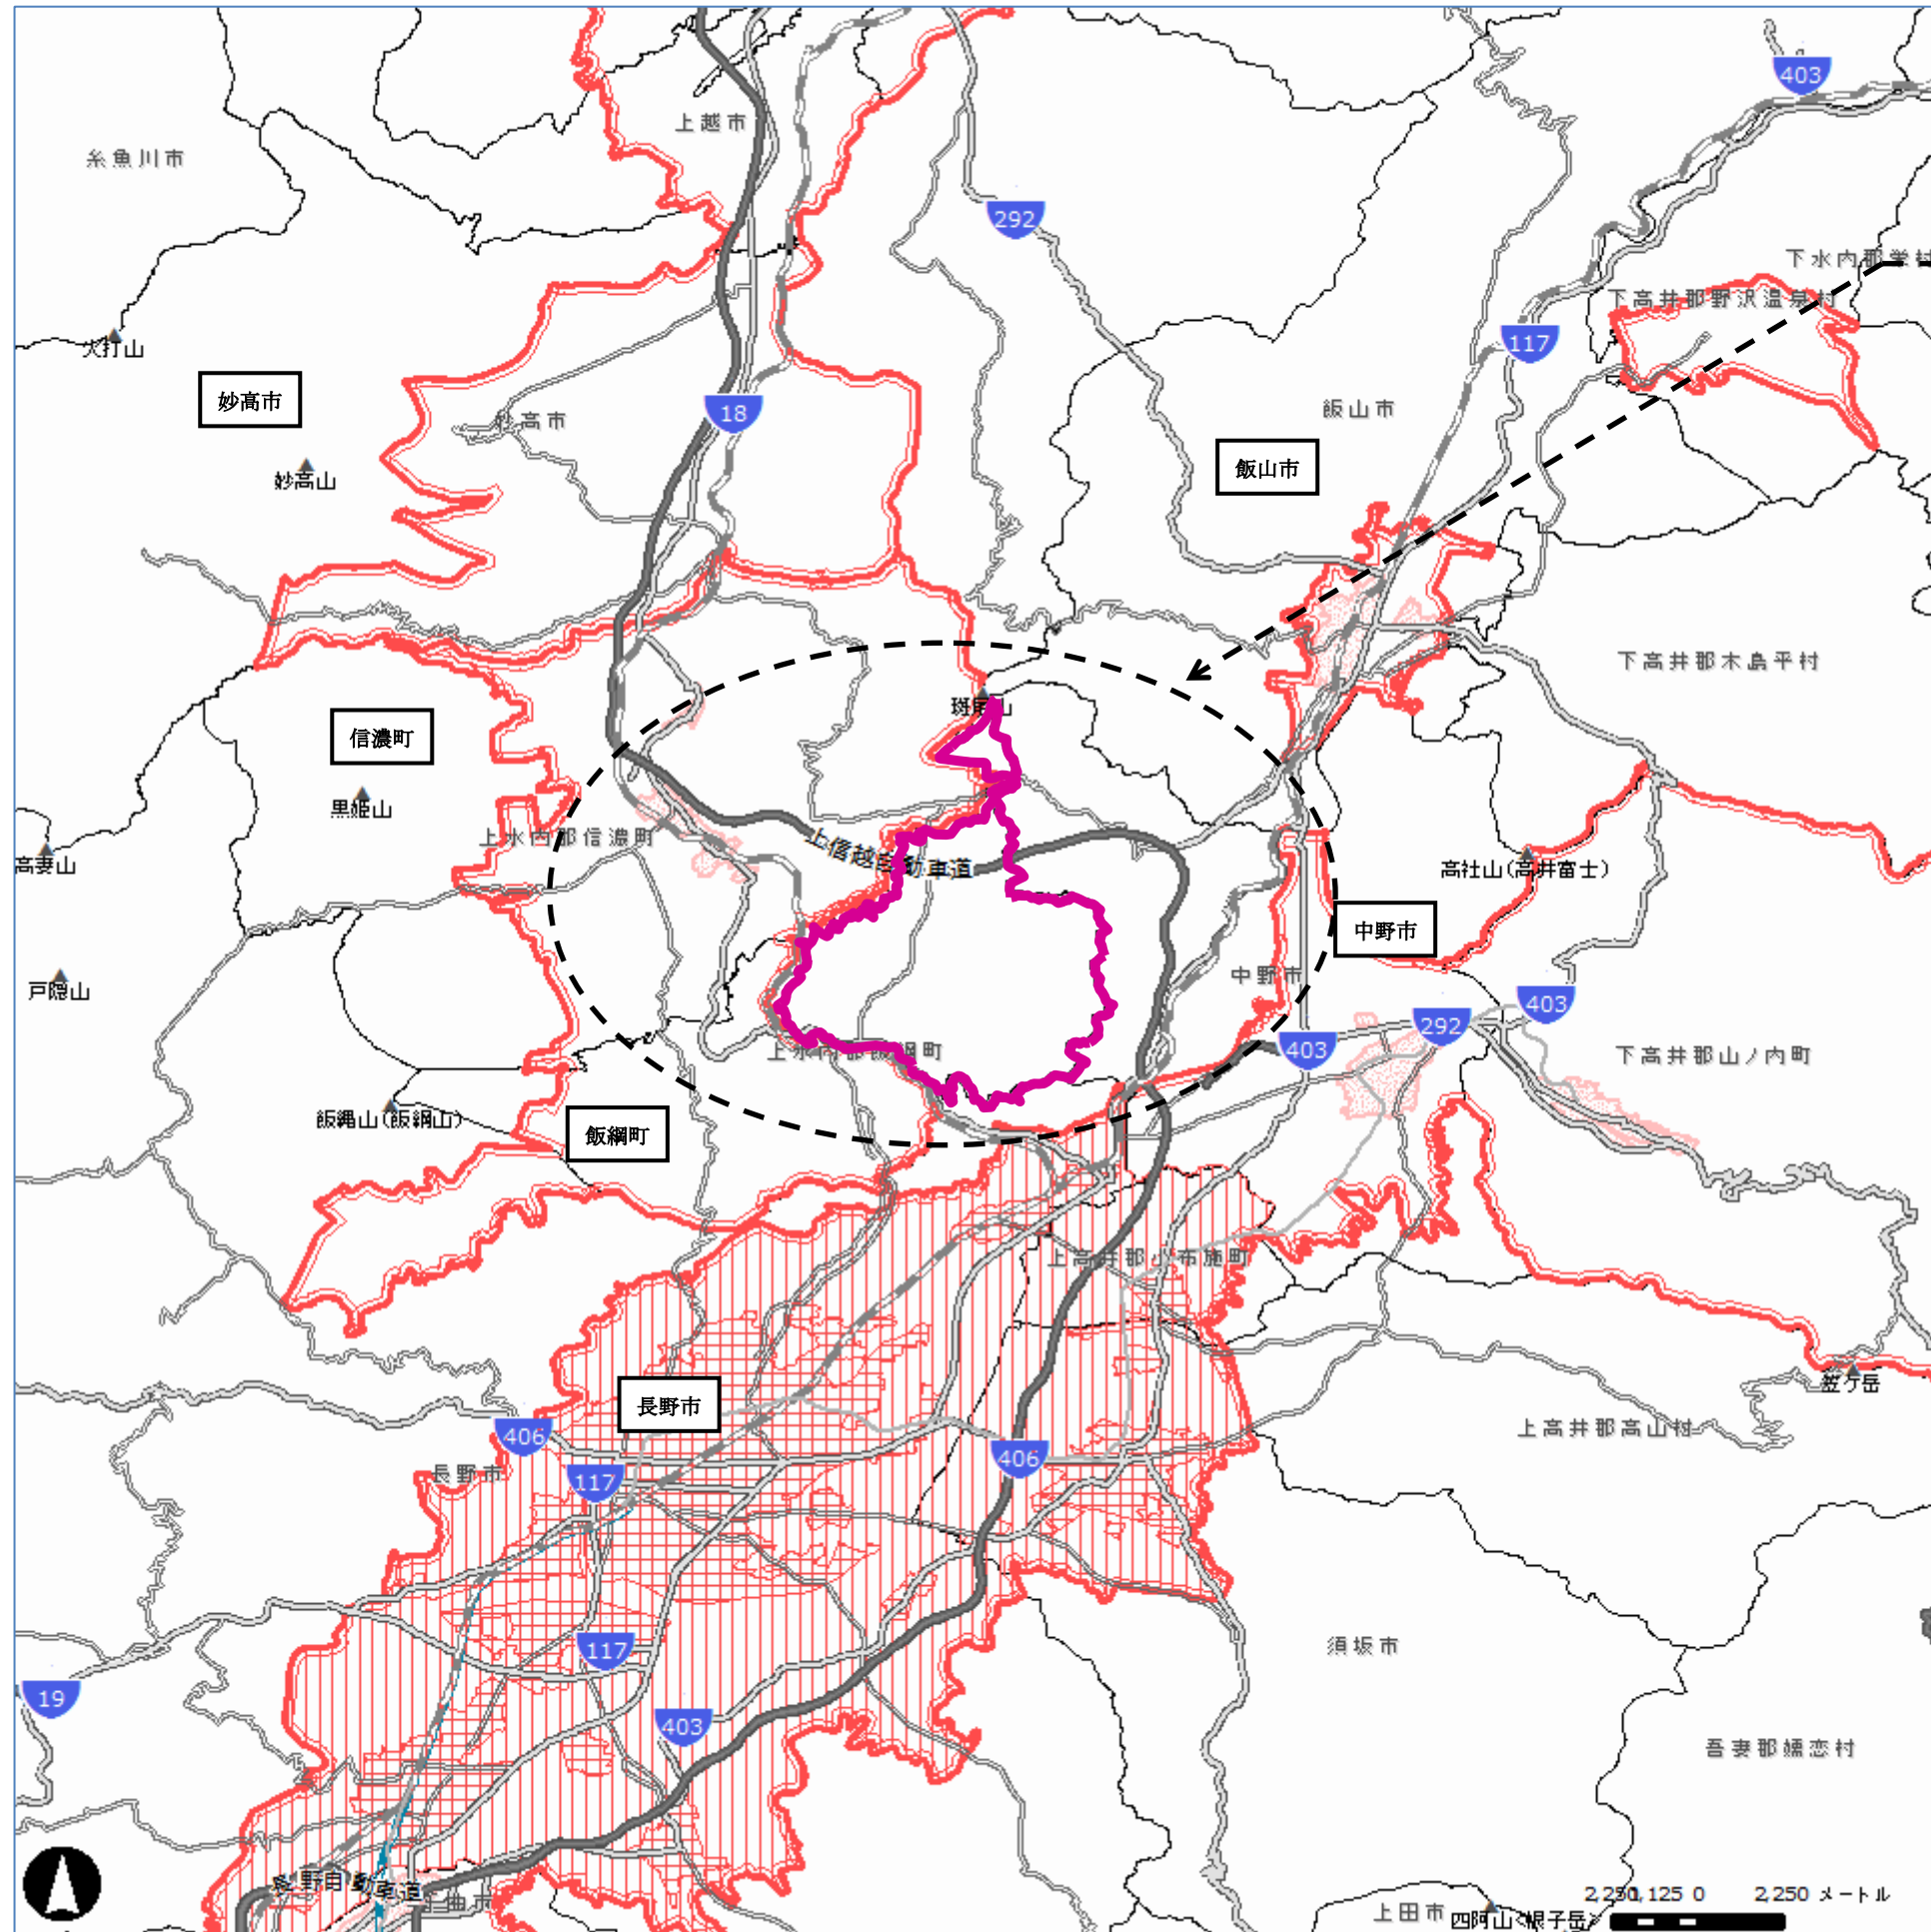 403
上越市
糸魚川市
292
下水内郡栄村
下高井郡野沢温泉村
火打山
117
妙高市
18
妙高市
飯山市
飯山市
妙高山
下高井郡木島平村
斑尾山
信濃町
黒姫山
上水内郡信濃町
上信越自動車道
高妻山
高社山(高井富士)
中野市
中野市
戸隠山
403
292
403
上水内郡飯綱町
下高井郡山ノ内町
飯縄山(飯綱山)
飯綱町
上高井郡小布施町
笠ケ岳
長野市
406
406
上高井郡高山村
長野市
117
須坂市
117
19
403
吾妻郡嬬恋村
長野自動車道
千曲市
2,250 1,125 0 2,250 メートル
上田市
四阿山<根子岳>